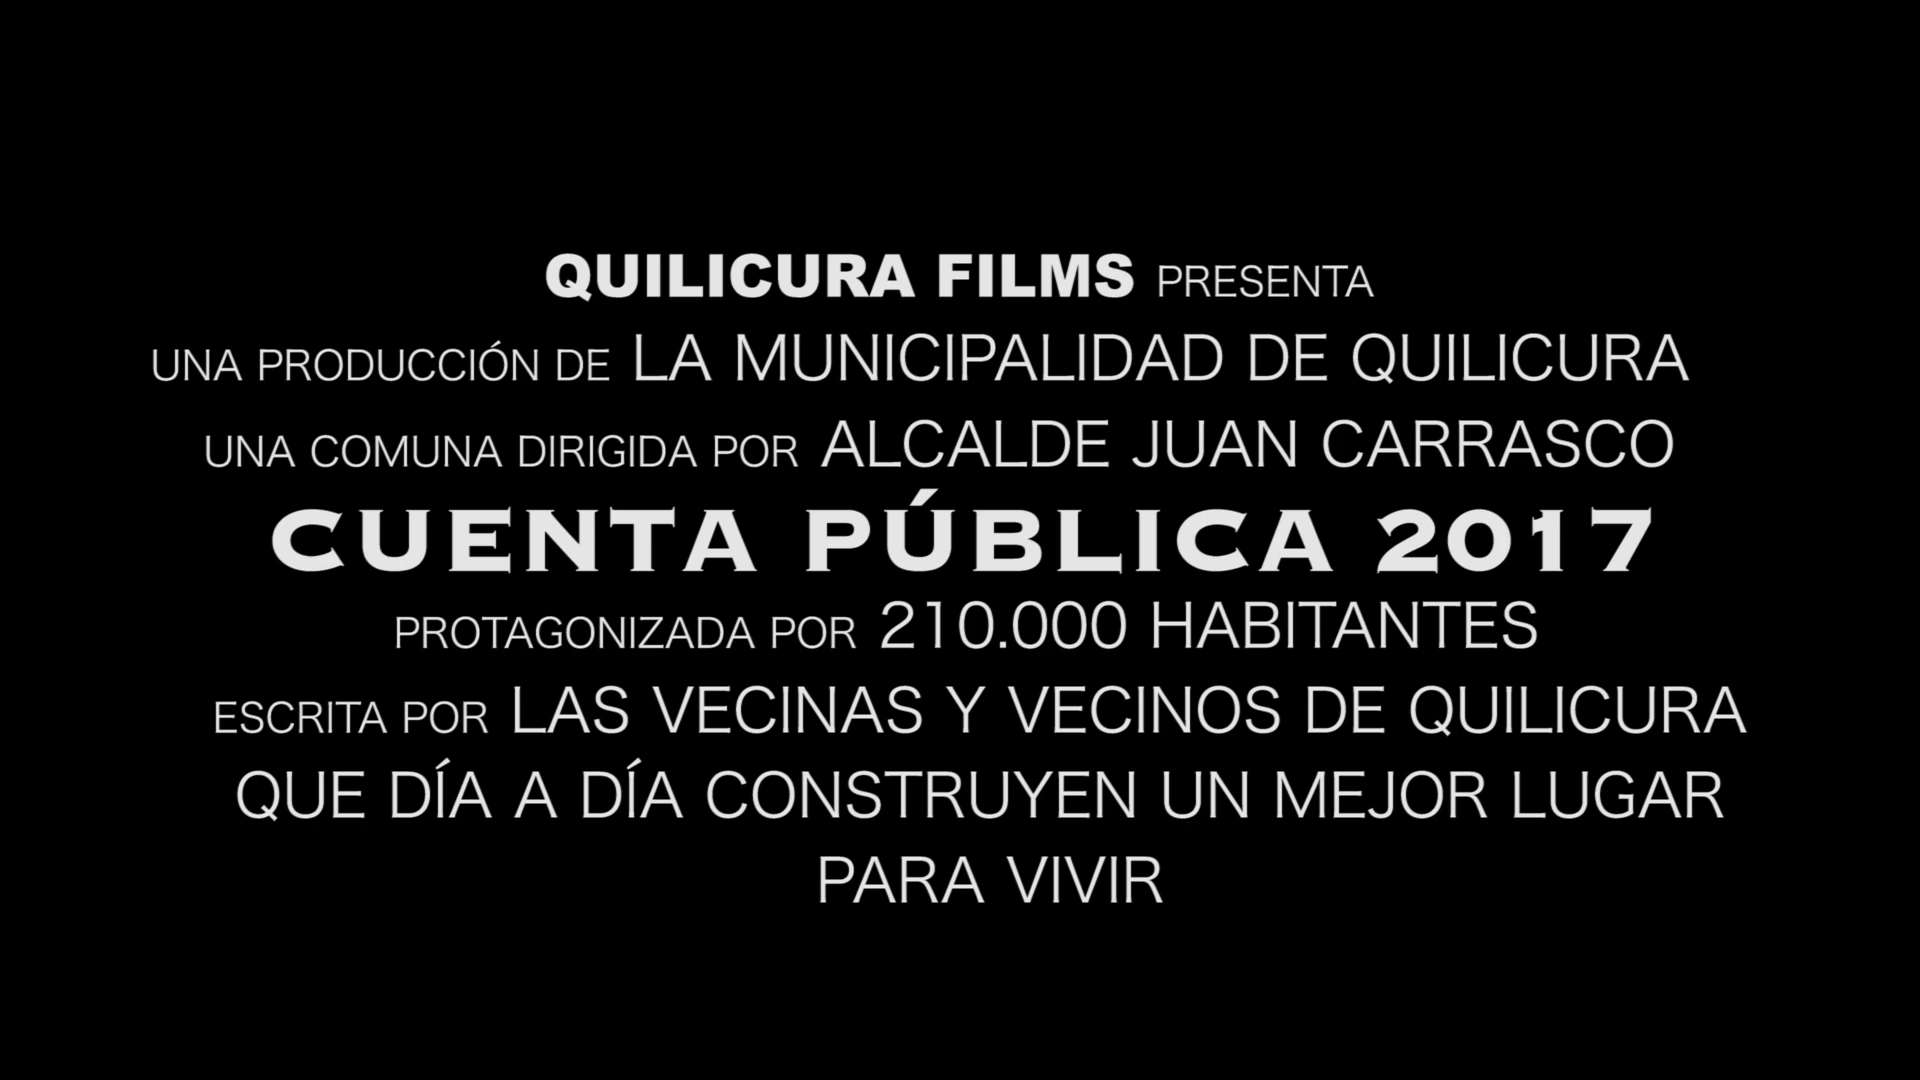 QUILICURA FILMS PRESENTA
UNA PRODUCCIÓN DE LA MUNICIPALIDAD DE QUILICURA
UNA COMUNA DIRIGIDA POR ALCALDE JUAN CARRASCO
CUENTA PÚBLICA 2017
PROTAGONIZADA POR 210.000 HABITANTES
ESCRITA POR LAS VECINAS Y VECINOS DE QUILICURA
QUE DÍA A DÍA CONSTRUYEN UN MEJOR LUGAR
PARA VIVIR